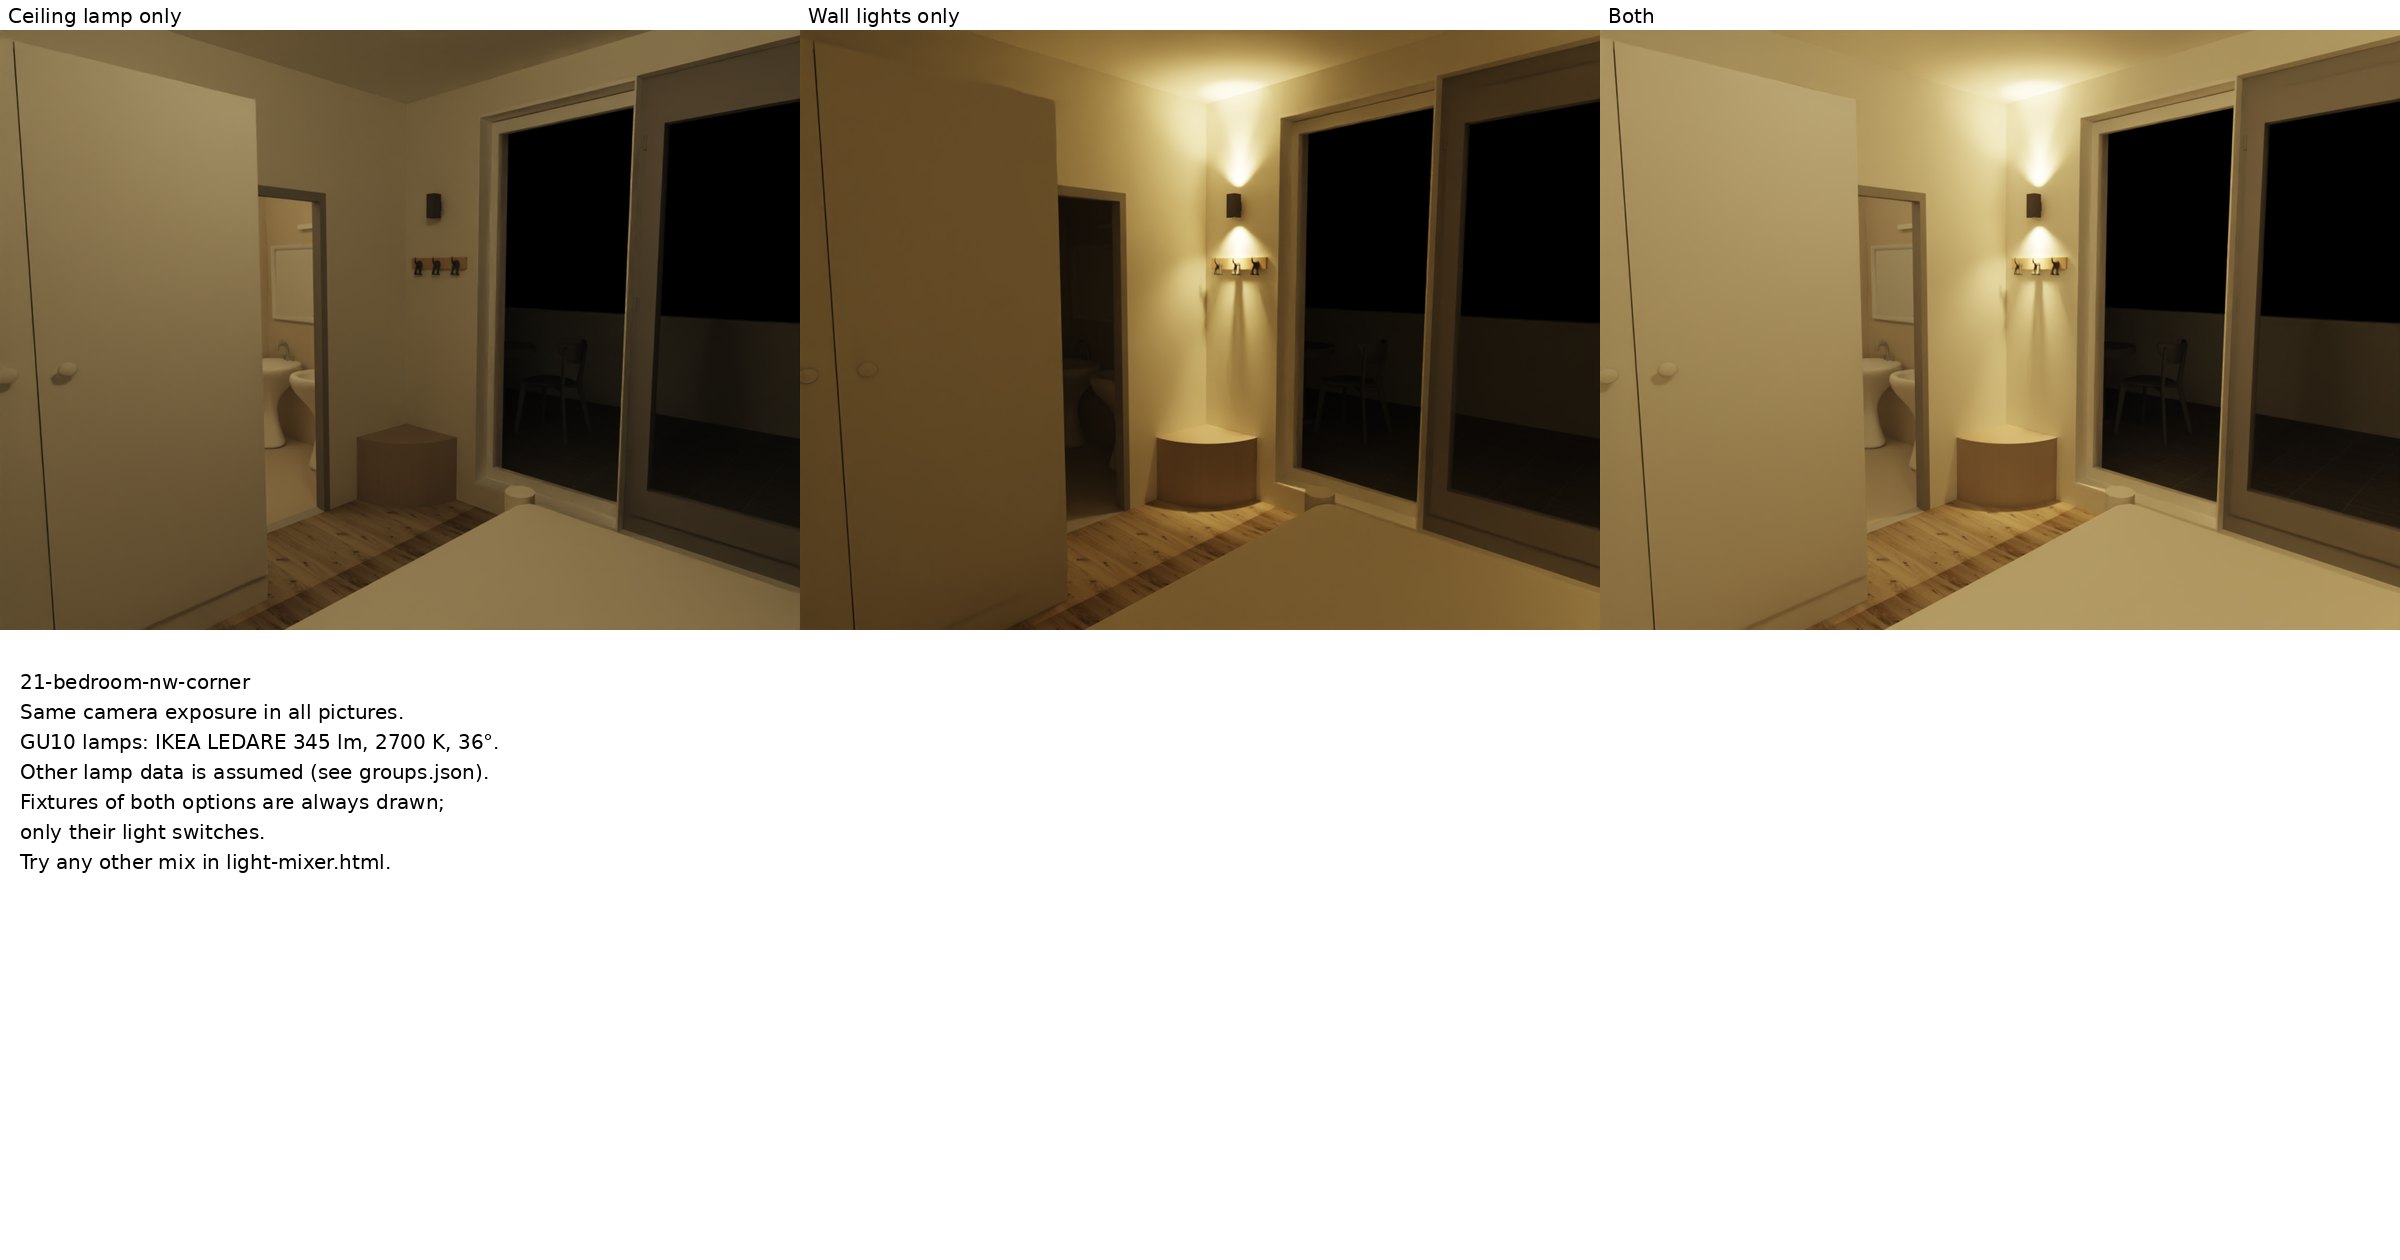 Ceiling lamp only
Wall lights only
Both
21-bedroom-nw-corner
Same camera exposure in all pictures.
GU10 lamps: IKEA LEDARE 345 lm, 2700 K, 36°.
Other lamp data is assumed (see groups.json).
Fixtures of both options are always drawn;
only their light switches.
Try any other mix in light-mixer.html.